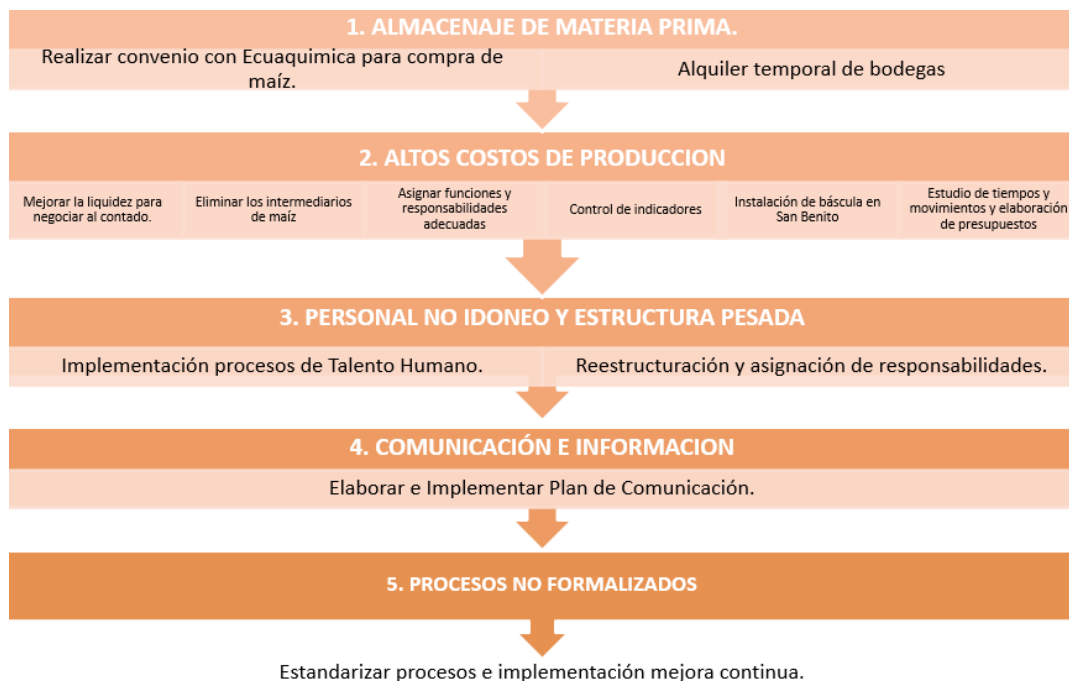 1. ALMACENAJE DE MATERIA PRIMA.
Realizar convenio con Ecuaquimica para compra de
maíz.
Alquiler temporal de bodegas
2. ALTOS COSTOS DE PRODUCCION
Mejorar la liquidez para
negociar al contado.
Eliminar los intermediarios
de maíz
Asignar funciones y
responsabilidades
adecuadas
Control de indicadores
Instalación de báscula en
San Benito
Estudio de tiempos y
movimientos y elaboración
de presupuestos
3. PERSONAL NO IDONEO Y ESTRUCTURA PESADA
Implementación procesos de Talento Humano.
Reestructuración y asignación de responsabilidades.
4. COMUNICACIÓN E INFORMACION
Elaborar e Implementar Plan de Comunicación.
5. PROCESOS NO FORMALIZADOS
Estandarizar procesos e implementación mejora continua.